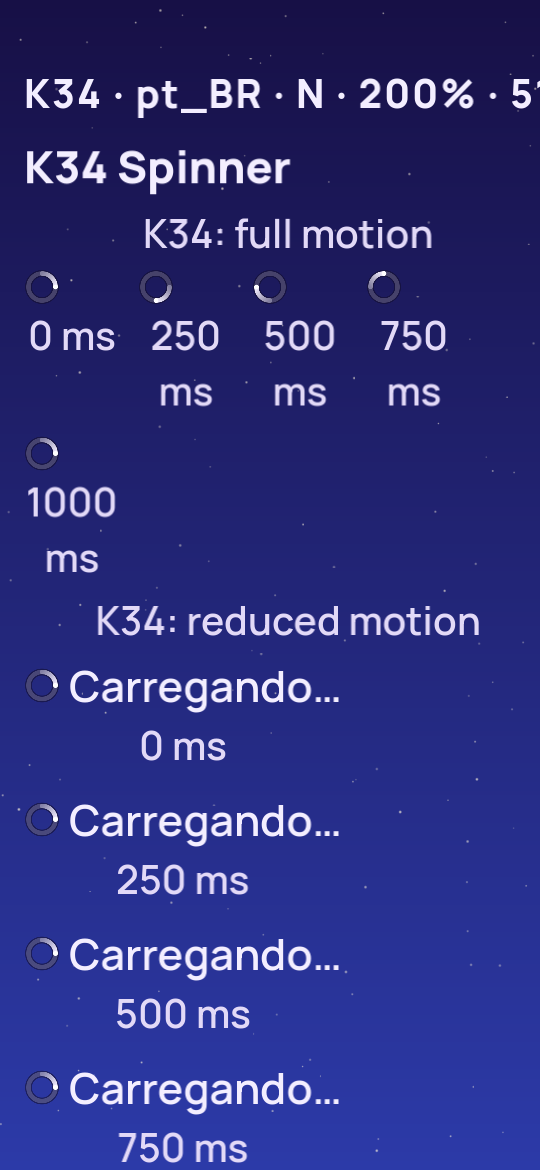 K34 · pt_BR · N · 200% · 5
K34 Spinner
K34: full motion
0 ms 250 500 750
ms ms ms
1000
ms
K34: reduced motion
Carregando…
0 ms
Carregando…
250 ms
Carregando…
500 ms
Carregando…
750 ms